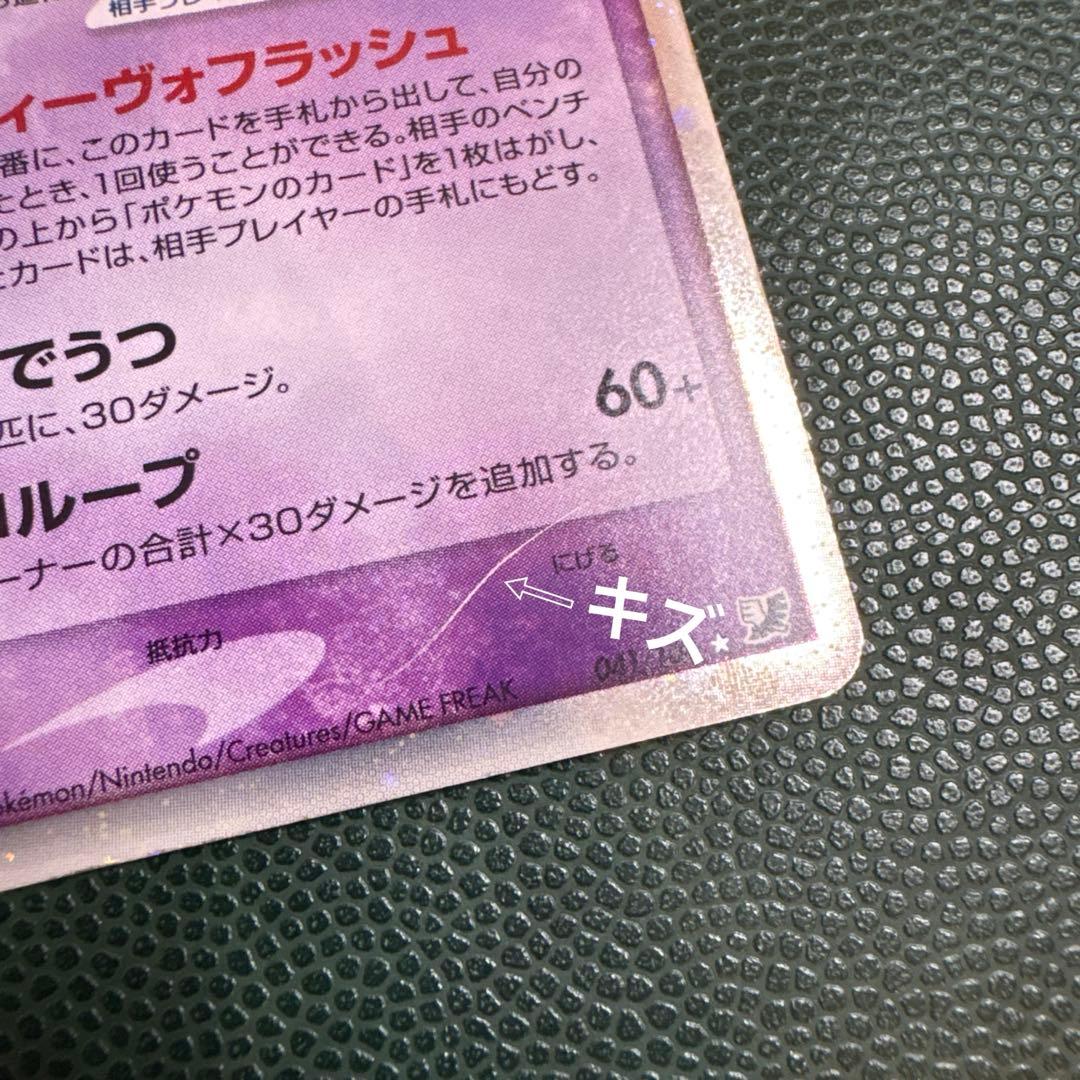 ィーヴォフラッシュ
番に、このカードを手札から出して、自分の
たとき、1回使うことができる。相手のベンチ
の上から「ポケモンのカード」を1枚はがし、
カードは、相手プレイヤーの手札にもどす。
でうつ
匹に、30ダメージ。
60+
ループ
ーナーの合計×30ダメージを追加する。
にげる
⇦キズ
抵抗力
041
★
okémon/Nintendo/Creatures/GAME FREAK